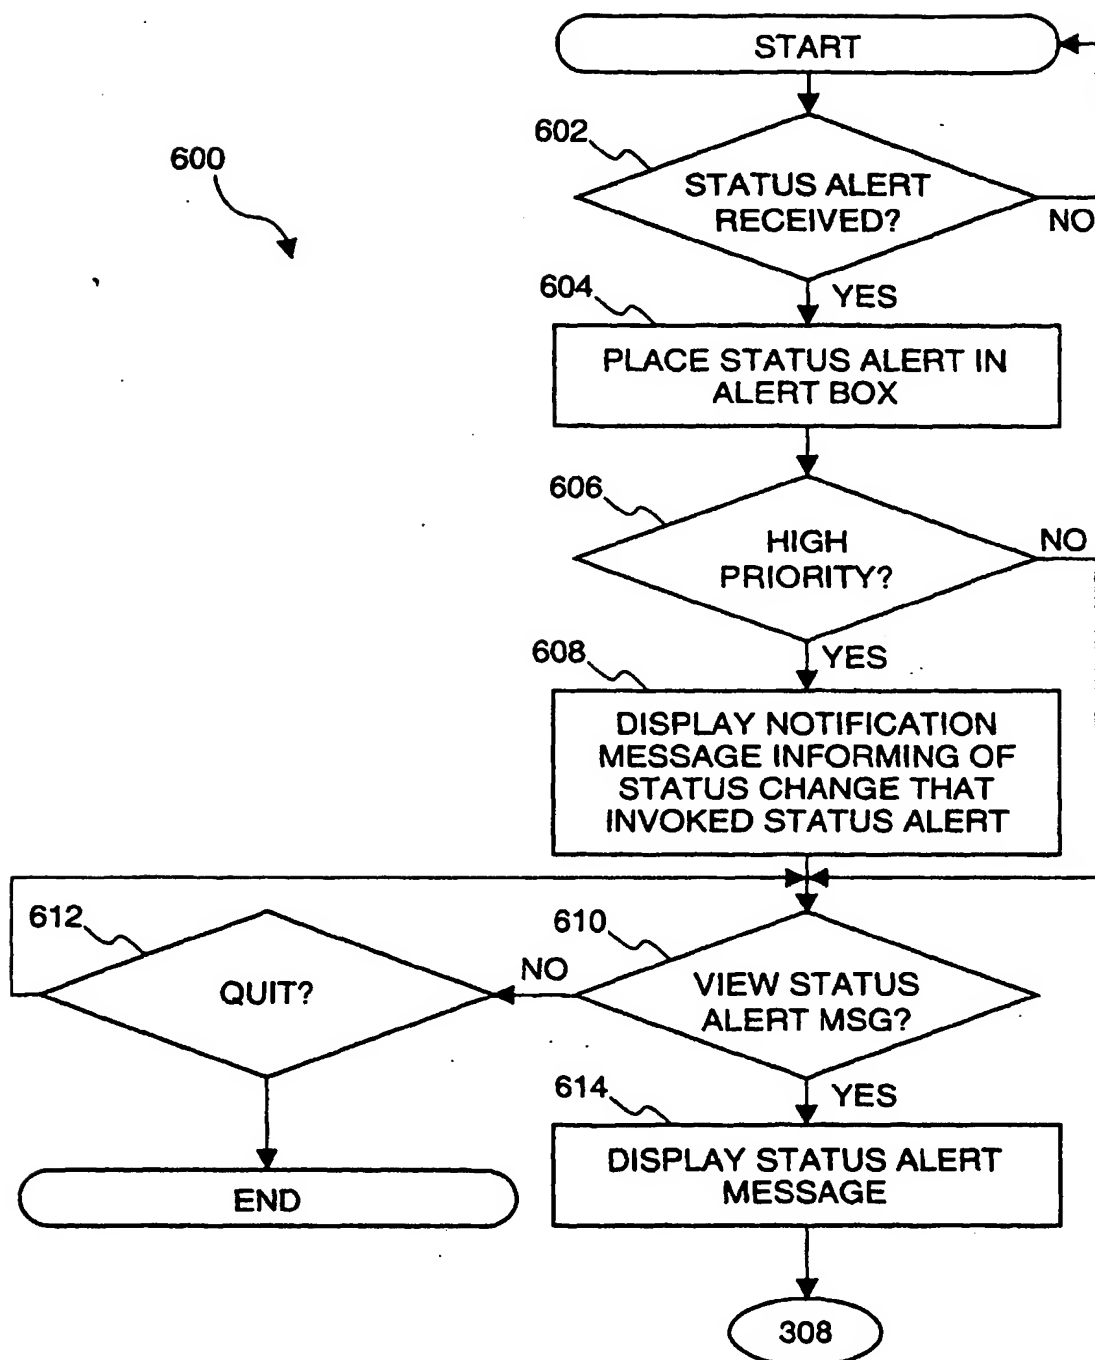 START
602
600
STATUS ALERT
RECEIVED?
NO
604
YES
PLACE STATUS ALERT IN
ALERT BOX
606
HIGH
PRIORITY?
NO
608
YES
DISPLAY NOTIFICATION
MESSAGE INFORMING OF
STATUS CHANGE THAT
INVOKED STATUS ALERT
612
610
QUIT?
NO
VIEW STATUS
ALERT MSG?
614
YES
DISPLAY STATUS ALERT
MESSAGE
END
308